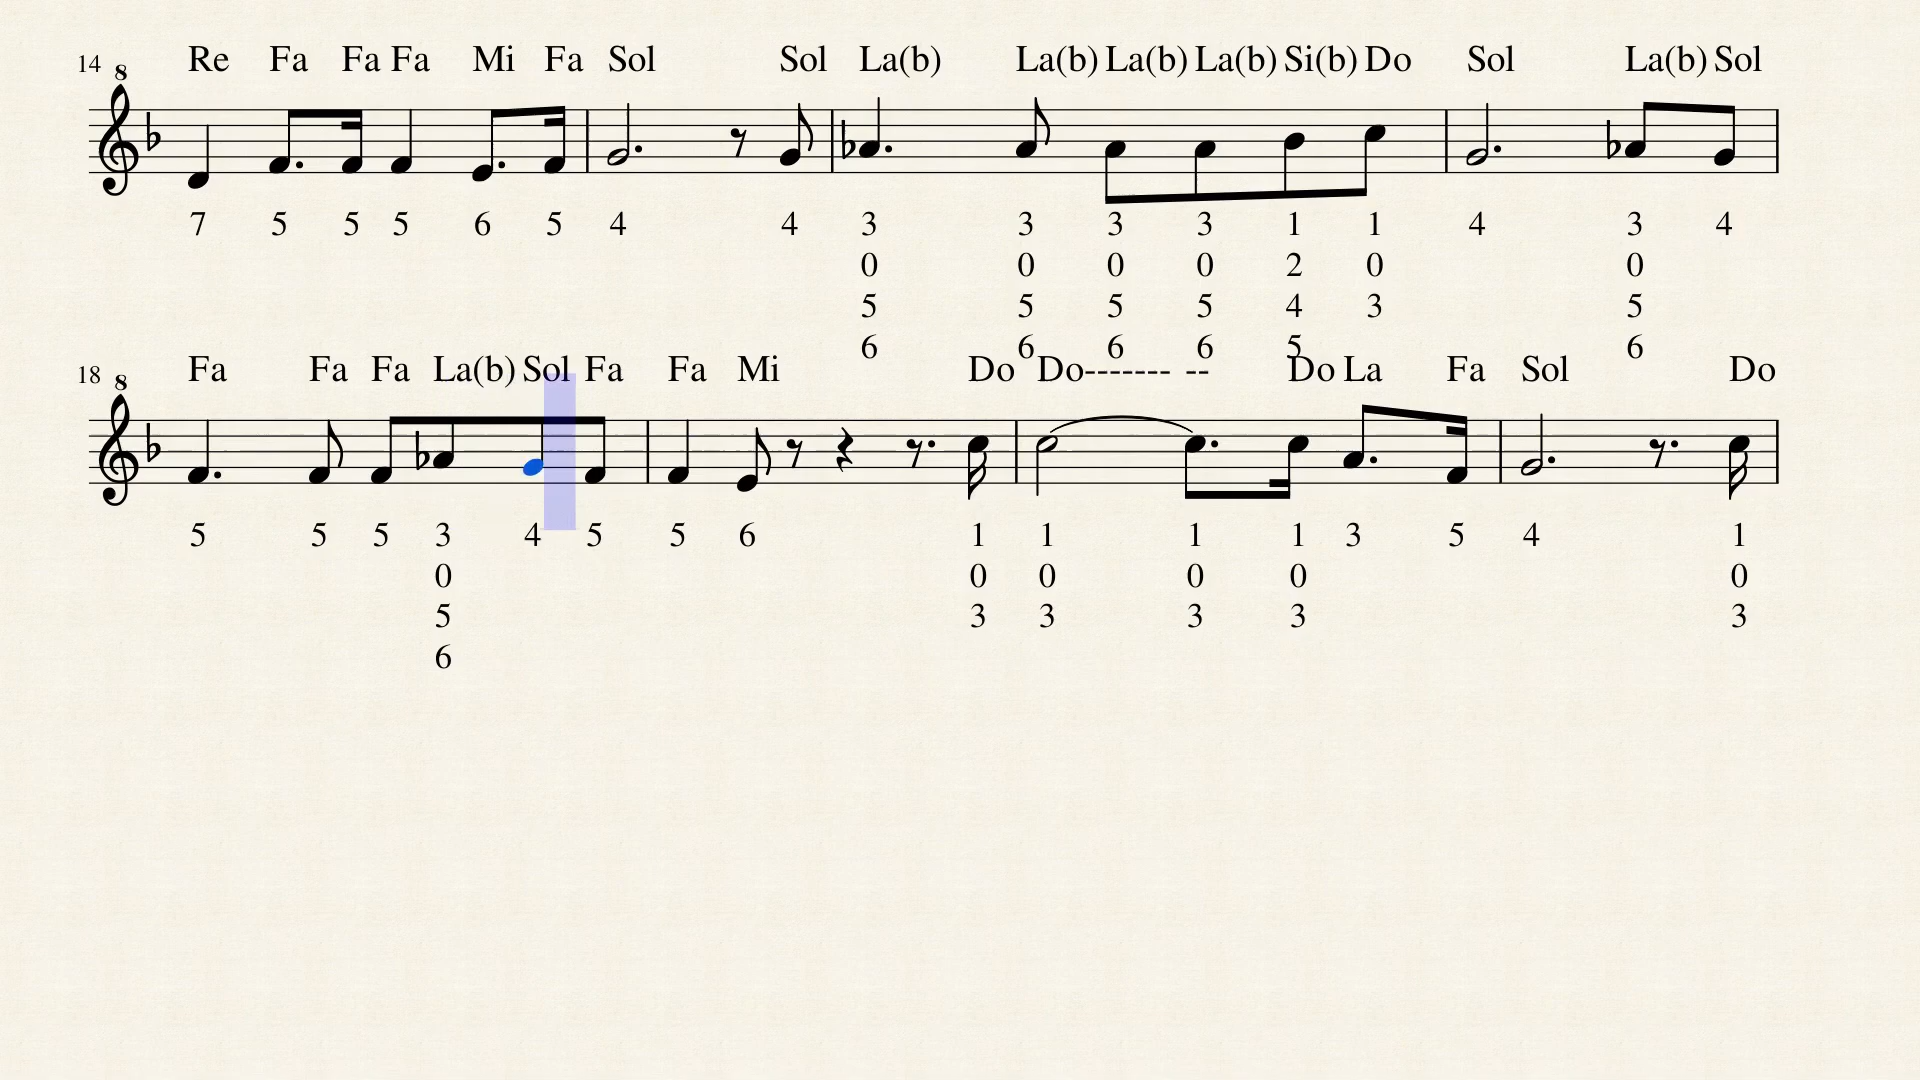 14 8 Re Fa Fa Fa Mi Fa Sol Sol La(b) La(b) La(b) La(b) Si(b) Do Sol La(b) Sol
7 5 5 5 6 5 4 4 3 3 3 3 1 1 4 3 4
0 0 0 0 2 0 0
5 5 5 5 4 3 5
6 6 6 6 5 6
18 8 Fa Fa Fa La(b) Sol Fa Fa Mi Do Do------- -- Do La Fa Sol Do
5 5 5 3 4 5 5 6 1 1 1 1 3 5 4 1
0 0 0 0 0 0
5 3 3 3 3 3
6